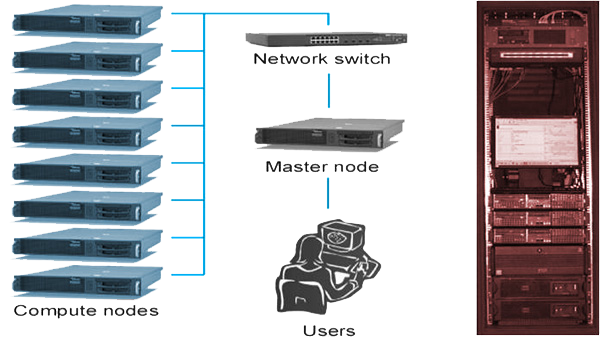 Network switch
Master node
Compute nodes
Users